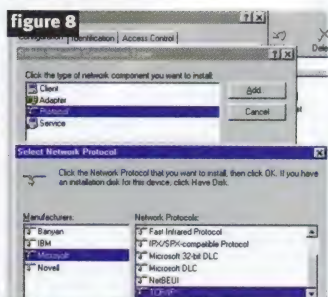 figure 8
Identification Access Control
Dele
Click the type of network component you want to install:
Client
Adapter
Protocol
Service
Add
Cancel
Select Network Protocol
Click the Network Protocol that you want to install, then click OK. If you have
an installation disk for this device, click Have Disk.
Manufacturers:
Banyan
IBM
Microsoft
Novell
Network Protocols:
Fast Infrared Protocol
IPX/SPX-compatible Protocol
Microsoft 32-bit DLC
Microsoft DLC
NetBEUI
TCP/IP